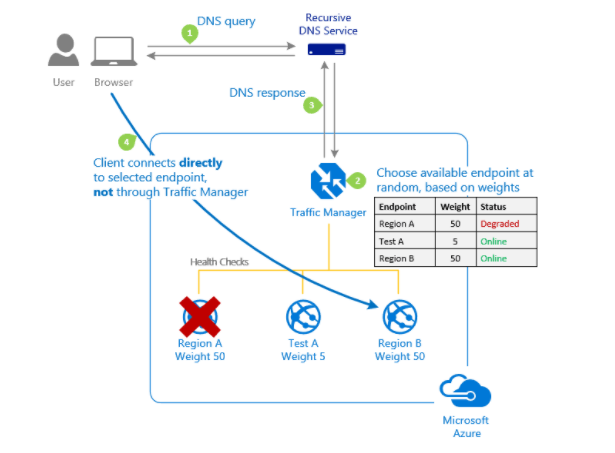 DNS query
1
Recursive
DNS Service
User
Browser
DNS response
3
4
Client connects directly
to selected endpoint,
not through Traffic Manager
2
Traffic Manager
Choose available endpoint at
random, based on weights
Endpoint Weight Status
Region A 50 Degraded
Test A 5 Online
Region B 50 Online
Health Checks
Region A
Weight 50
Test A
Weight 5
Region B
Weight 50
Microsoft
Azure